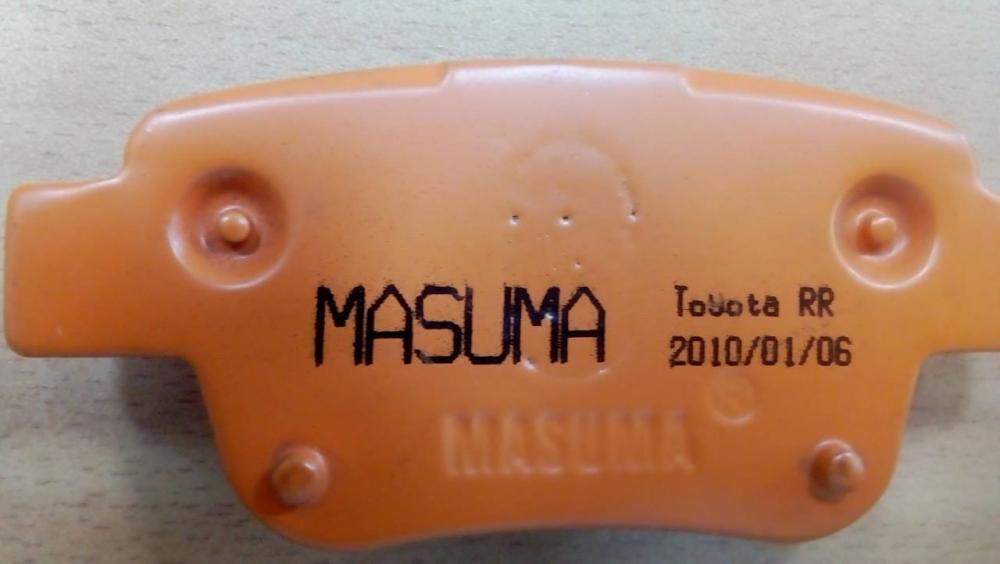 MASUMA
Toyota RR
2010/01/06
®
MASUMA